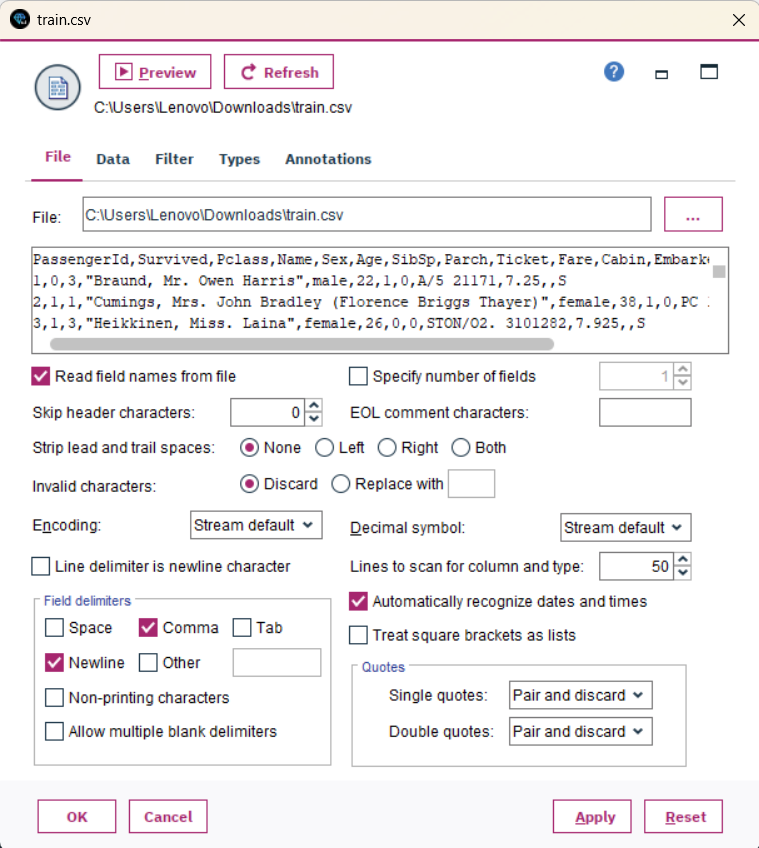 train.csv
Preview Refresh
C:\Users\Lenovo\Downloads\train.csv
File Data Filter Types Annotations
File: C:\Users\Lenovo\Downloads\train.csv ...
PassengerId,Survived,Pclass,Name,Sex,Age,SibSp,Parch,Ticket,Fare,Cabin,Embarke
1,0,3,"Braund, Mr. Owen Harris",male,22,1,0,A/5 21171,7.25,,S
2,1,1,"Cumings, Mrs. John Bradley (Florence Briggs Thayer)",female,38,1,0,PC
3,1,3,"Heikkinen, Miss. Laina",female,26,0,0,STON/O2. 3101282,7.925,,S
Read field names from file Specify number of fields 1
Skip header characters: 0 EOL comment characters:
Strip lead and trail spaces: None Left Right Both
Invalid characters: Discard Replace with
Encoding: Stream default Decimal symbol: Stream default
Line delimiter is newline character Lines to scan for column and type: 50
Field delimiters Automatically recognize dates and times
Space Comma Tab Treat square brackets as lists
Newline Other Quotes
Non-printing characters Single quotes: Pair and discard
Allow multiple blank delimiters Double quotes: Pair and discard
OK Cancel Apply Reset